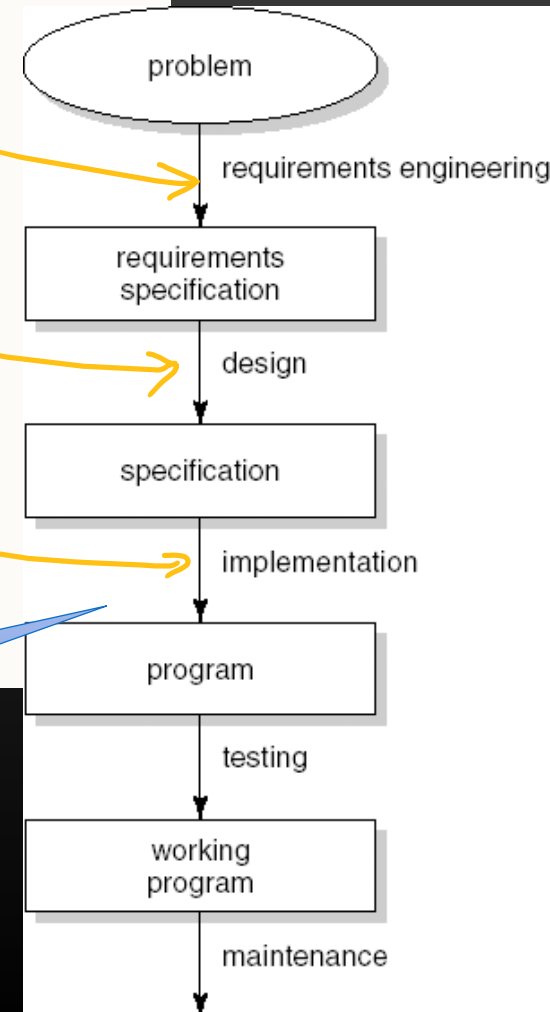 problem
requirements engineering
requirements
specification
design
specification
implementation
program
testing
working
program
maintenance